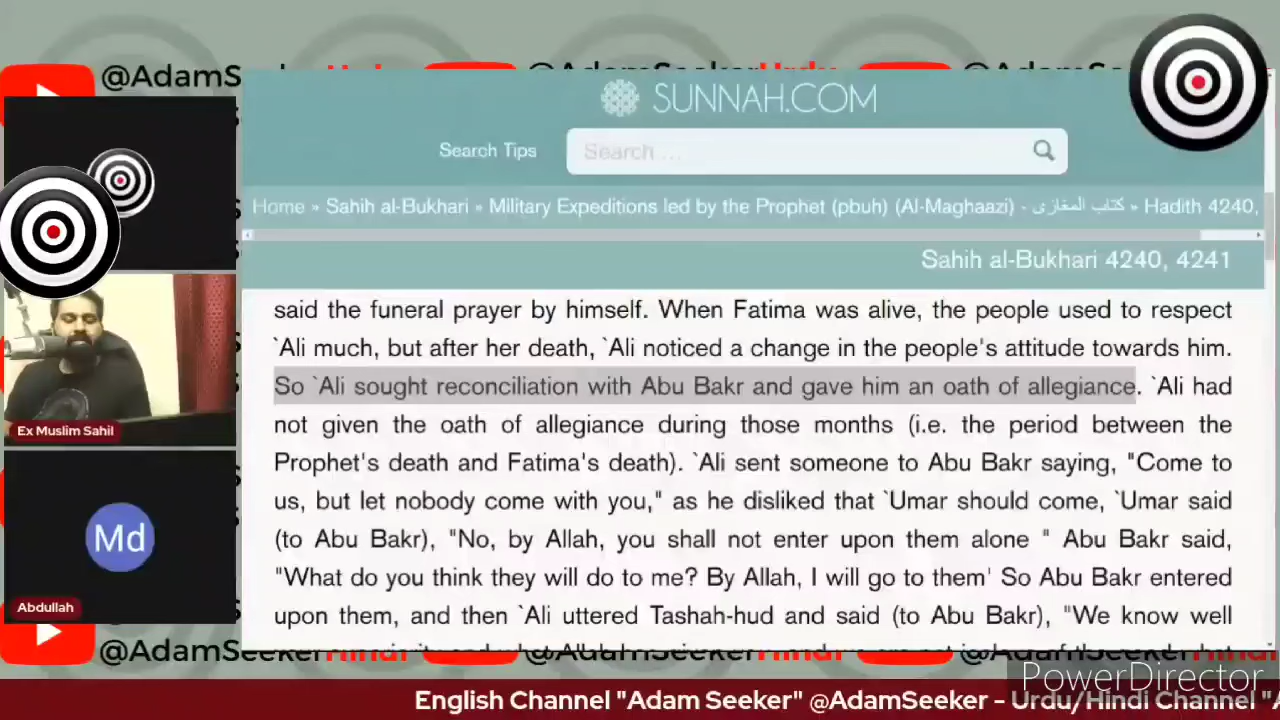 @AdamS
SUNNAH.COM
Search Tips
Search ...
Home » Sahih al-Bukhari » Military Expeditions led by the Prophet (pbuh) (Al-Maghaazi) - كتاب المغازى » Hadith 4240,
Sahih al-Bukhari 4240, 4241
said the funeral prayer by himself. When Fatima was alive, the people used to respect
`Ali much, but after her death, `Ali noticed a change in the people's attitude towards him.
So `Ali sought reconciliation with Abu Bakr and gave him an oath of allegiance. `Ali had
not given the oath of allegiance during those months (i.e. the period between the
Prophet's death and Fatima's death). `Ali sent someone to Abu Bakr saying, "Come to
us, but let nobody come with you," as he disliked that `Umar should come, `Umar said
(to Abu Bakr), "No, by Allah, you shall not enter upon them alone " Abu Bakr said,
"What do you think they will do to me? By Allah, I will go to them' So Abu Bakr entered
upon them, and then `Ali uttered Tashah-hud and said (to Abu Bakr), "We know well
Ex Muslim Sahil
Md
Abdullah
@AdamSeeker
PowerDirector
English Channel "Adam Seeker" @AdamSeeker - Urdu/Hindi Channel "A